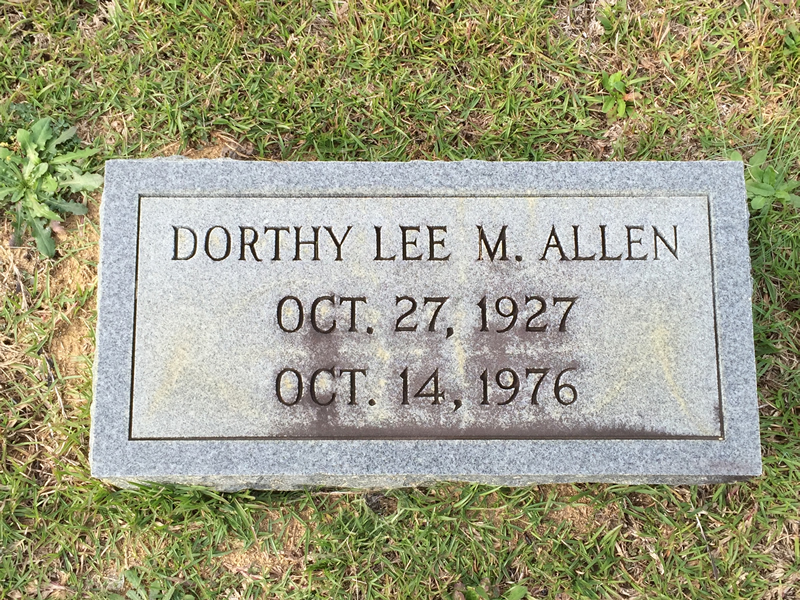 DORTHY LEE M. ALLEN
OCT. 27, 1927
OCT. 14, 1976